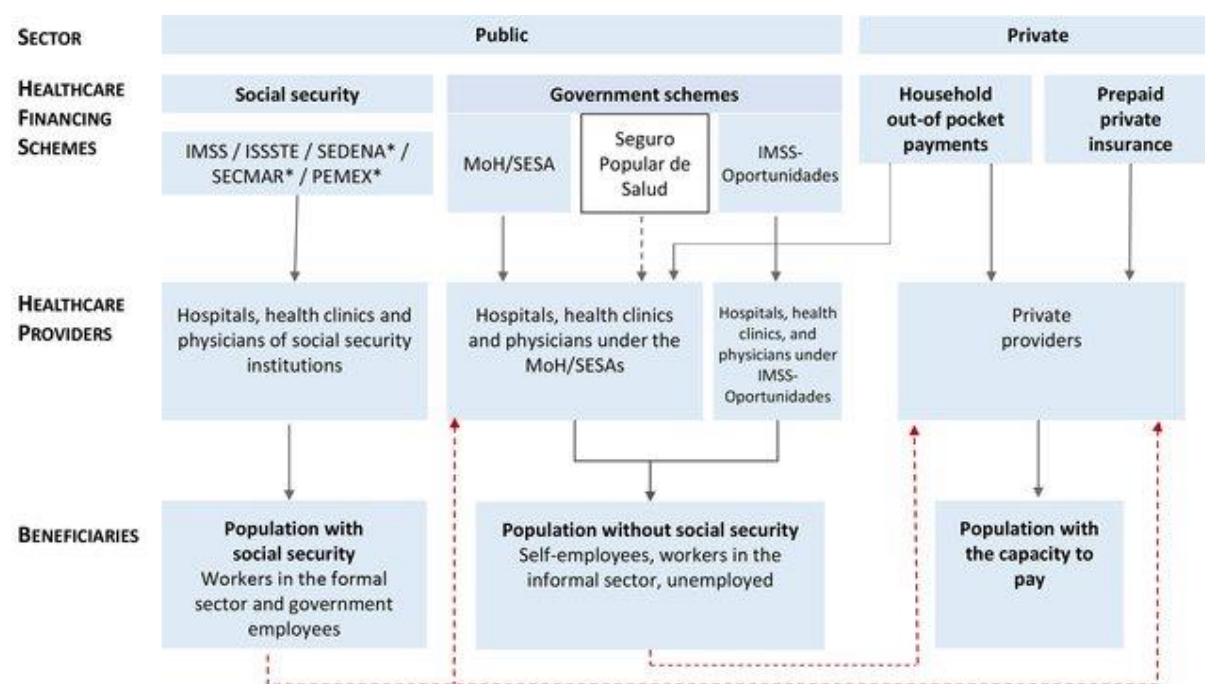 SECTOR
Public
Private
HEALTHCARE
FINANCING
SCHEMES
Social security
IMSS / ISSSTE / SEDENA* /
SECMAR* / PEMEX*
Government schemes
MoH/SESA
Seguro
Popular de
Salud
IMSS-
Oportunidades
Household
out-of pocket
payments
Prepaid
private
insurance
HEALTHCARE
PROVIDERS
Hospitals, health clinics and
physicians of social security
institutions
Hospitals, health clinics
and physicians under the
MoH/SESAs
Hospitals, health
clinics, and
physicians under
IMSS-
Oportunidades
Private
providers
BENEFICIARIES
Population with
social security
Workers in the formal
sector and government
employees
Population without social security
Self-employees, workers in the
informal sector, unemployed
Population with
the capacity to
pay